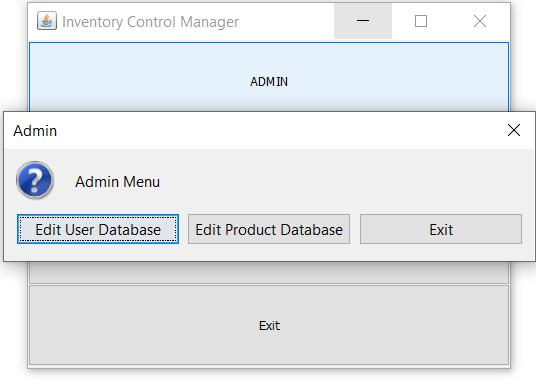 Inventory Control Manager
ADMIN
Admin
Admin Menu
Edit User Database
Edit Product Database
Exit
Exit